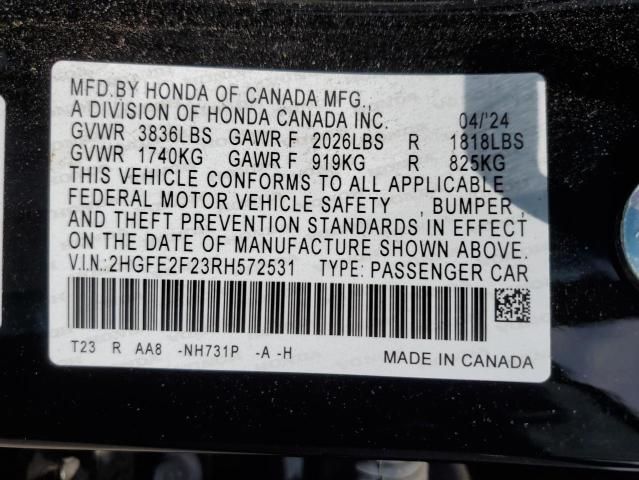 MFD.BY HONDA OF CANADA MFG.,
A DIVISION OF HONDA CANADA INC. 04/'24
GVWR 3836LBS GAWR F 2026LBS R 1818LBS
GVWR 1740KG GAWR F 919KG R 825KG
THIS VEHICLE CONFORMS TO ALL APPLICABLE
FEDERAL MOTOR VEHICLE SAFETY , BUMPER ,
AND THEFT PREVENTION STANDARDS IN EFFECT
ON THE DATE OF MANUFACTURE SHOWN ABOVE.
V.I.N.:2HGFE2F23RH572531 TYPE: PASSENGER CAR
T23 R AA8 -NH731P -A -H
MADE IN CANADA